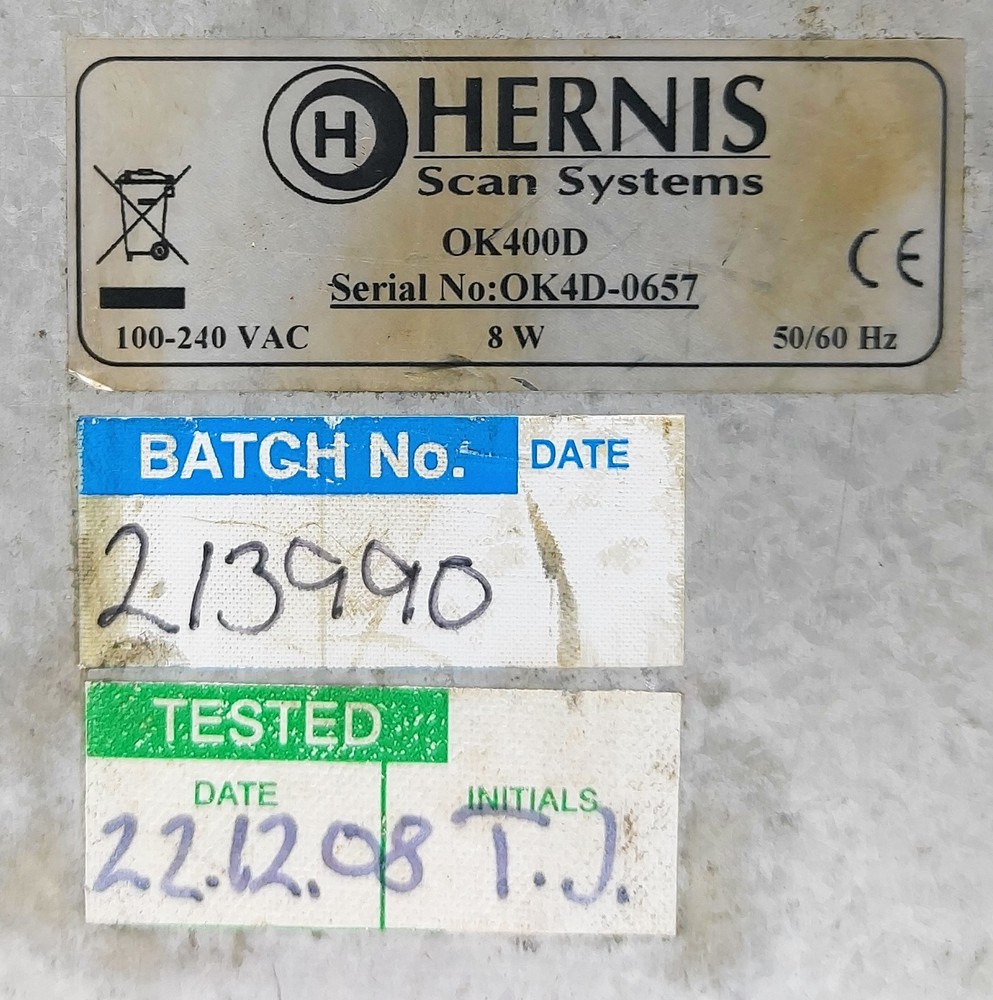 H HERNIS
Scan Systems
OK400D
Serial No:OK4D-0657
CE
100-240 VAC 8 W 50/60 Hz
BATCH No. DATE
213990
TESTED
DATE INITIALS
22.12.08 T.J.